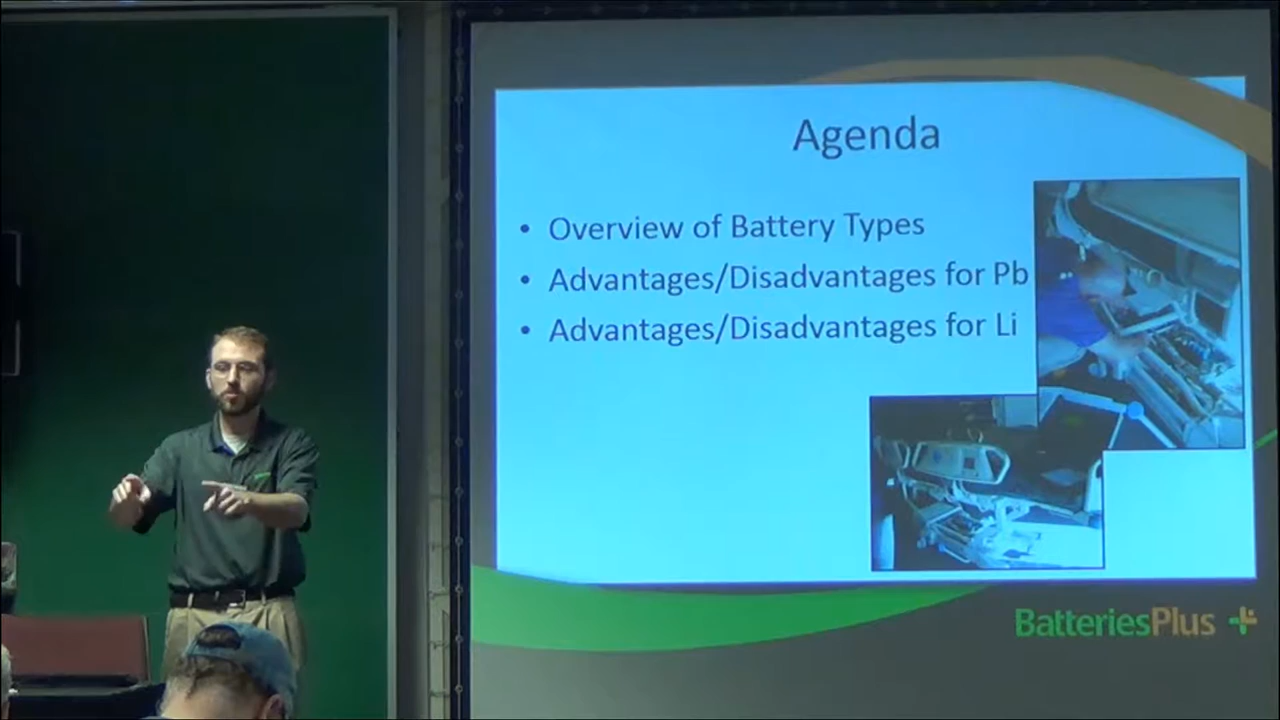 Agenda
• Overview of Battery Types
• Advantages/Disadvantages for Pb
• Advantages/Disadvantages for Li
BatteriesPlus